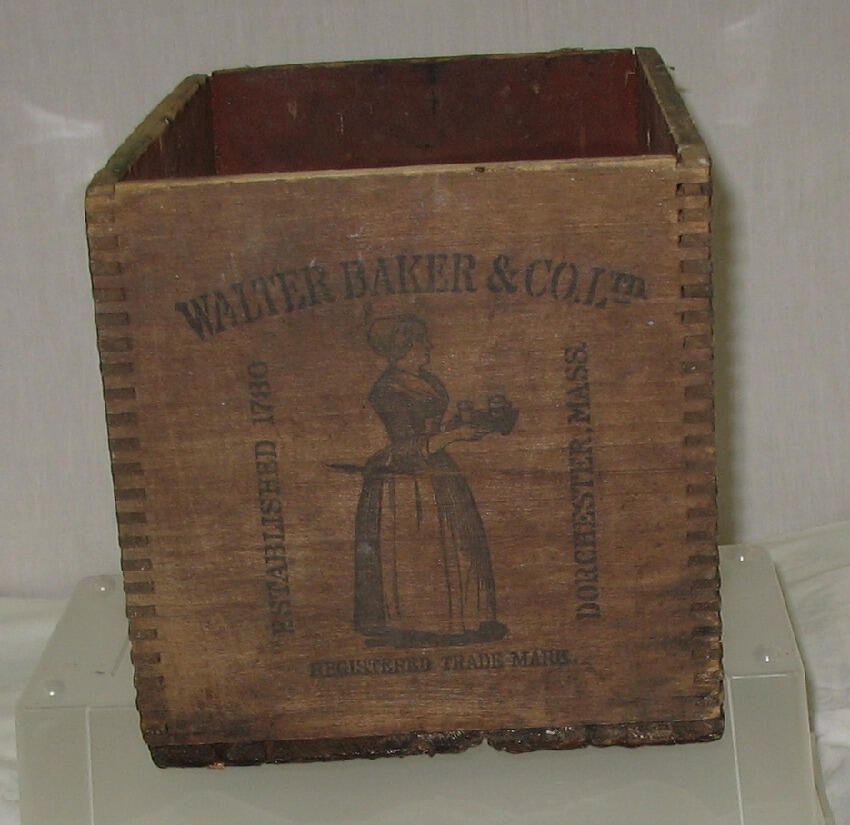 WALTER BAKER & CO. LTD
ESTABLISHED 1780
DORCHESTER, MASS.
REGISTERED TRADE MARK.